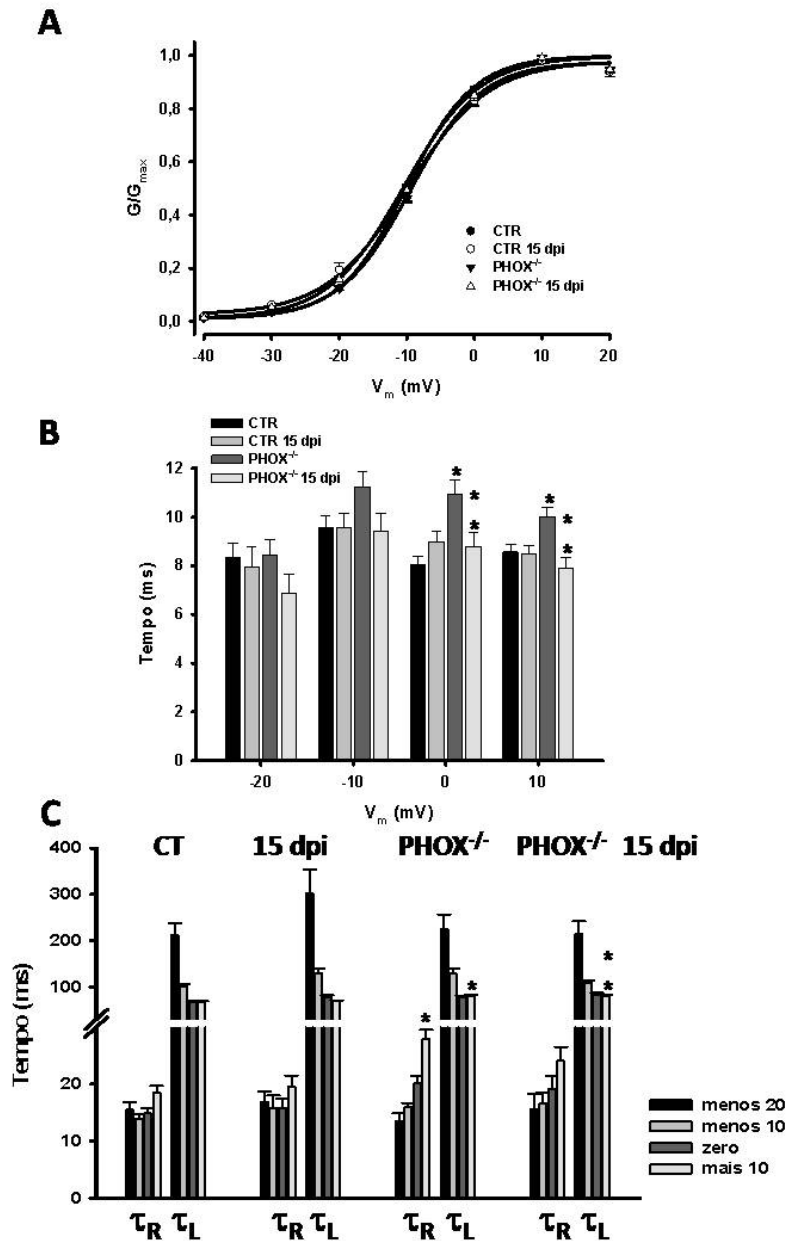 A
1,0
0,8
0,6
0,4
0,2
0,0
G/Gmax
CTR
CTR 15 dpi
PHOX-/-
PHOX-/- 15 dpi
-40 -30 -20 -10 0 10 20
Vm (mV)
B
CTR
CTR 15 dpi
PHOX-/-
PHOX-/- 15 dpi
12
10
8
6
4
2
0
Tempo (ms)
* * * * * *
-20 -10 0 10
Vm (mV)
C
CT 15 dpi PHOX-/- PHOX-/- 15 dpi
400
300
200
100
20
10
0
Tempo (ms)
* * * *
menos 20
menos 10
zero
mais 10
τR τL τR τL τR τL τR τL